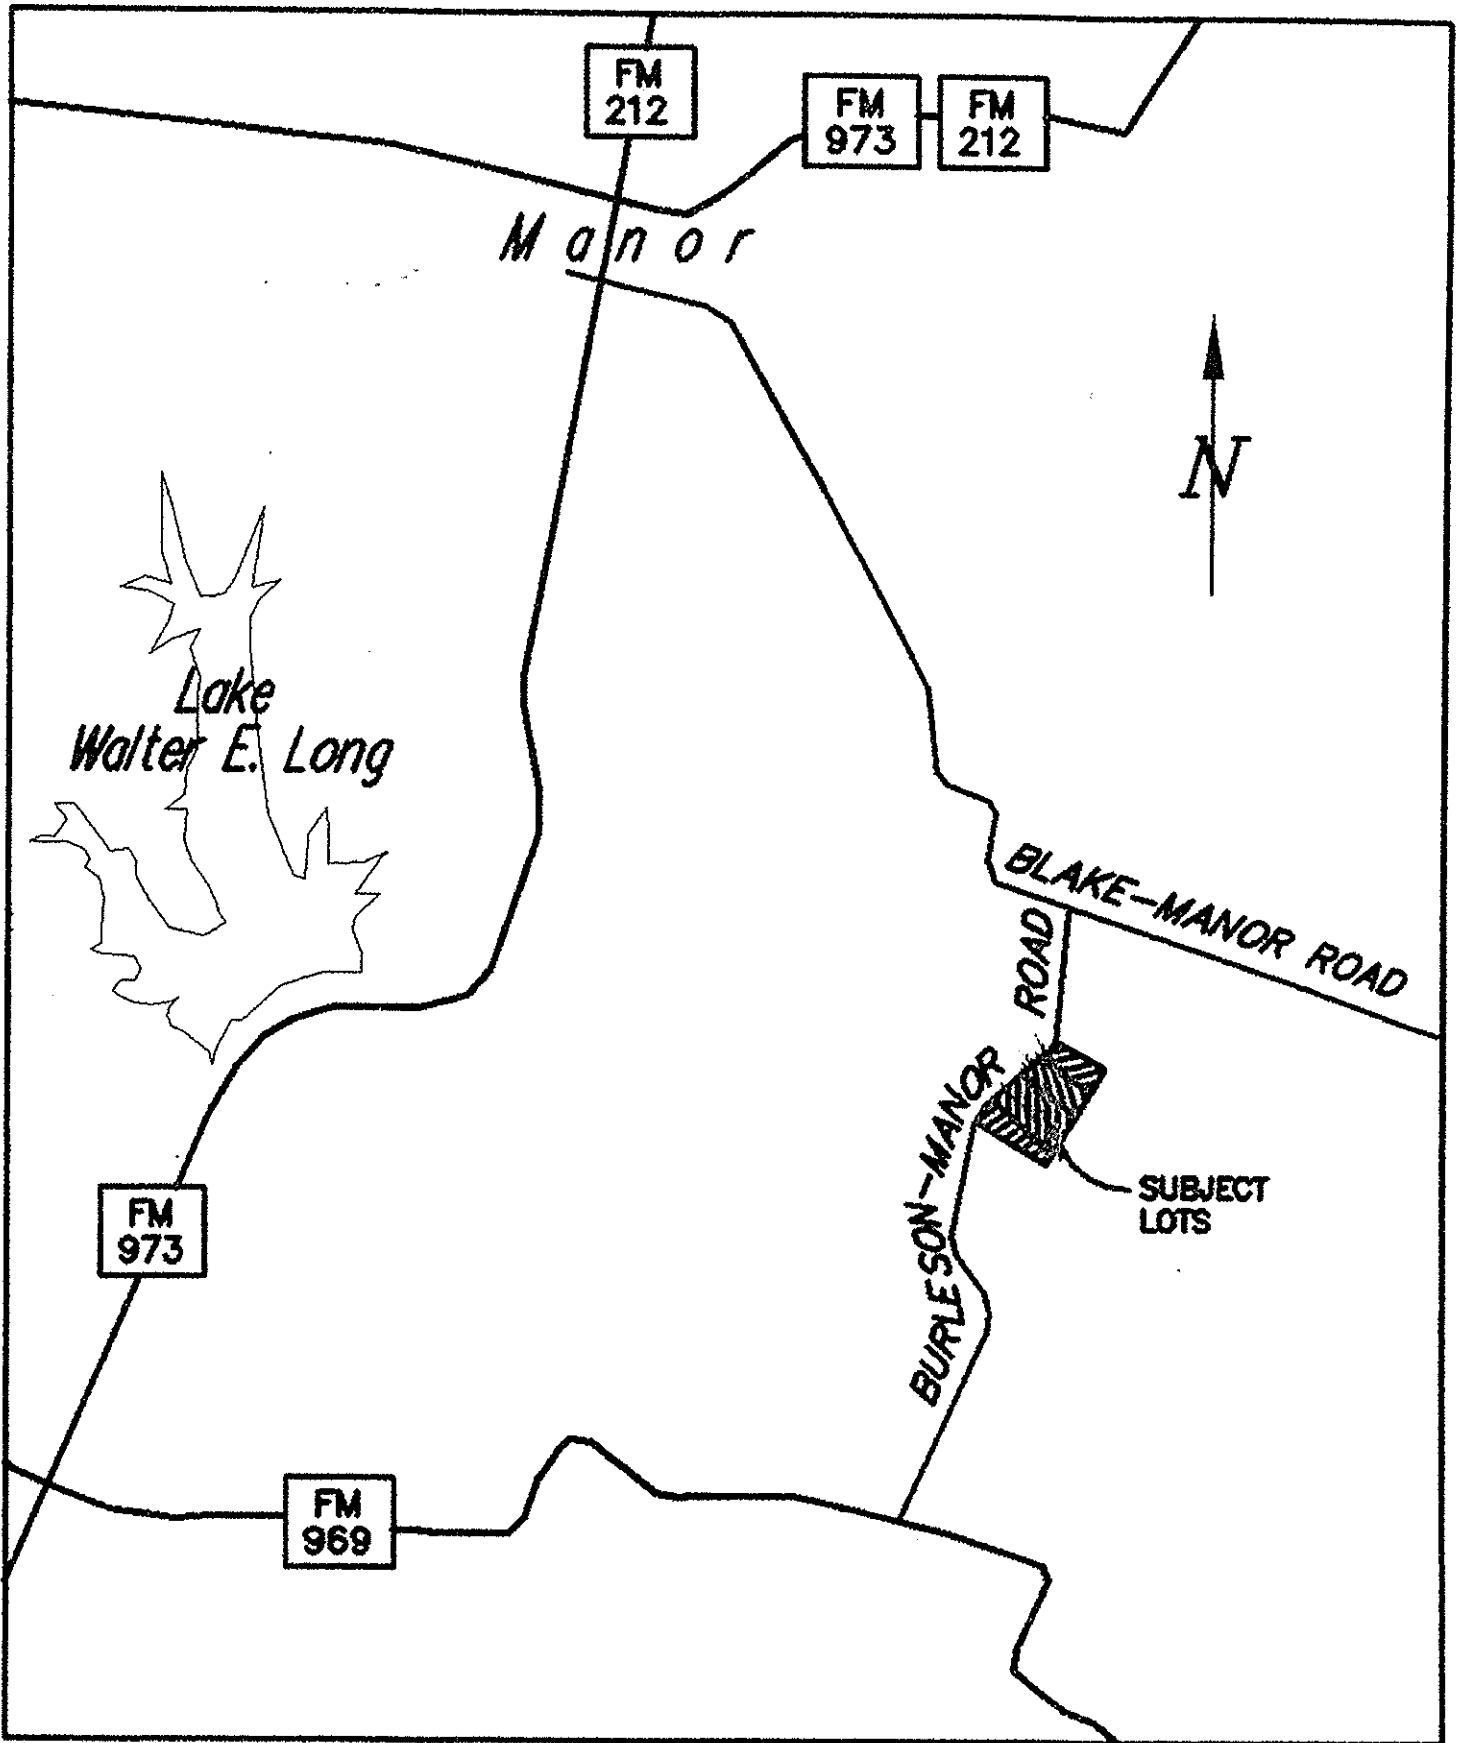 FM
212
FM
973
FM
212
Manor
N
Lake
Walter E. Long
BLAKE-MANOR ROAD
BURLESON-MANOR ROAD
SUBJECT
LOTS
FM
973
FM
969